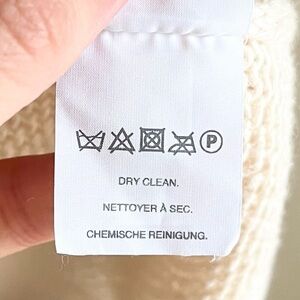 P
DRY CLEAN.
NETTOYER À SEC.
CHEMISCHE REINIGUNG.